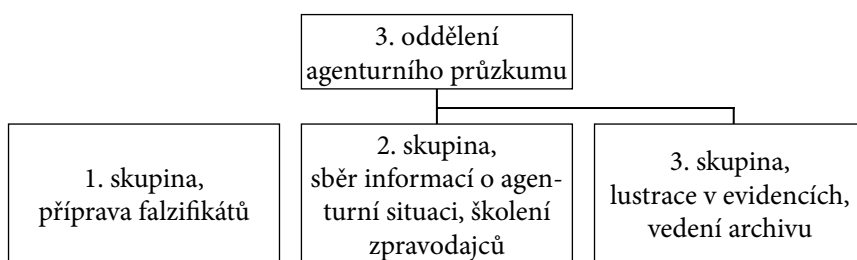 3. oddělení
agenturního průzkumu
1. skupina,
příprava falzifikátů
2. skupina,
sběr informací o agen-
turní situaci, školení
zpravodajců
3. skupina,
lustrace v evidencích,
vedení archivu